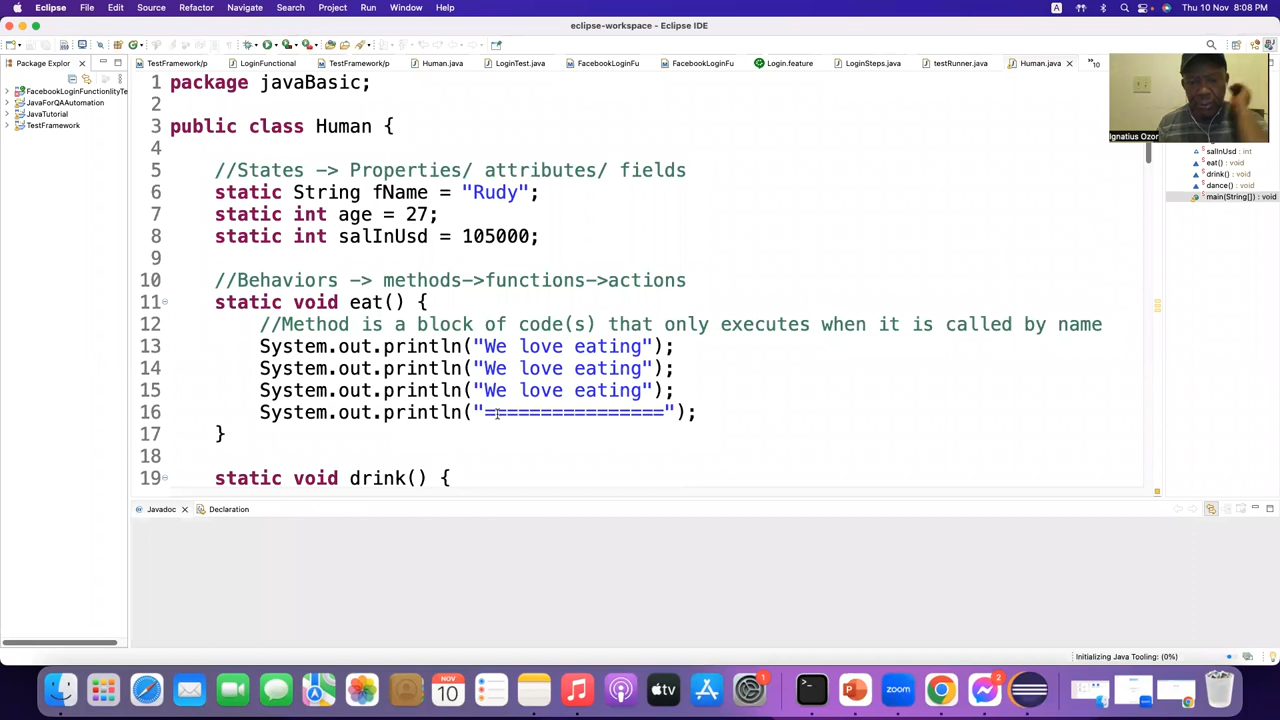 Eclipse File Edit Source Refactor Navigate Search Project Run Window Help
A
Thu 10 Nov 8:08 PM
eclipse-workspace - Eclipse IDE
Package Explor
TestFramework/p
LoginFunctional
TestFramework/p
Human.java
LoginTest.java
FacebookLoginFu
FacebookLoginFu
Login.feature
LoginSteps.java
testRunner.java
Human.java
10
FacebookLoginFunctionlityTe
JavaForQAAutomation
JavaTutorial
TestFramework
1 package javaBasic;
2
3 public class Human {
4
5 //States -> Properties/ attributes/ fields
6 static String fName = "Rudy";
7 static int age = 27;
8 static int salInUsd = 105000;
9
10 //Behaviors -> methods->functions->actions
11 static void eat() {
12 //Method is a block of code(s) that only executes when it is called by name
13 System.out.println("We love eating");
14 System.out.println("We love eating");
15 System.out.println("We love eating");
16 System.out.println("================");
17 }
18
19 static void drink() {
Ignatius Ozor
salInUsd : int
eat() : void
drink() : void
dance() : void
main(String[]) : void
Javadoc
Declaration
Initializing Java Tooling: (0%)
NOV
10
tv
zoom
1
2